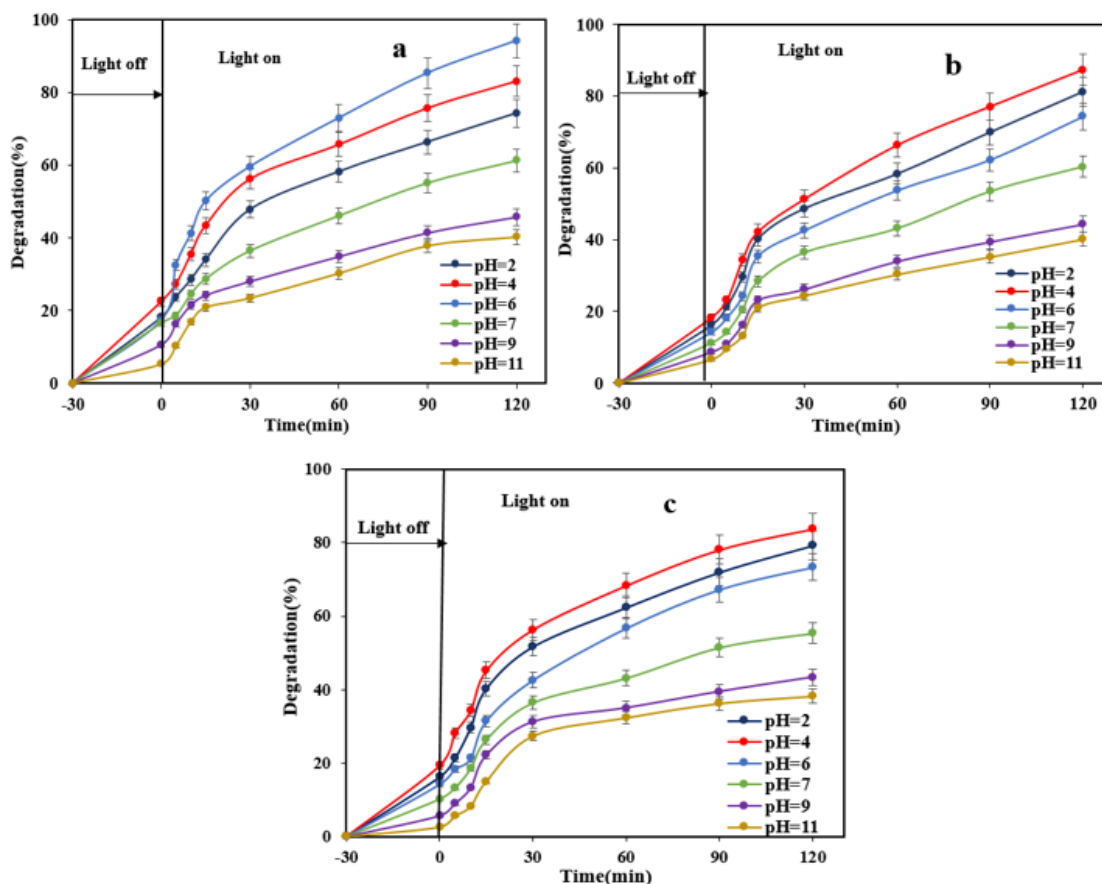 a
Light on
Light off
Degradation(%)
100
80
60
40
20
0
pH=2
pH=4
pH=6
pH=7
pH=9
pH=11
-30 0 30 60 90 120
Time(min)
b
Light on
Light off
Degradation(%)
100
80
60
40
20
0
pH=2
pH=4
pH=6
pH=7
pH=9
pH=11
-30 0 30 60 90 120
Time(min)
c
Light on
Light off
Degradation(%)
100
80
60
40
20
0
pH=2
pH=4
pH=6
pH=7
pH=9
pH=11
-30 0 30 60 90 120
Time(min)